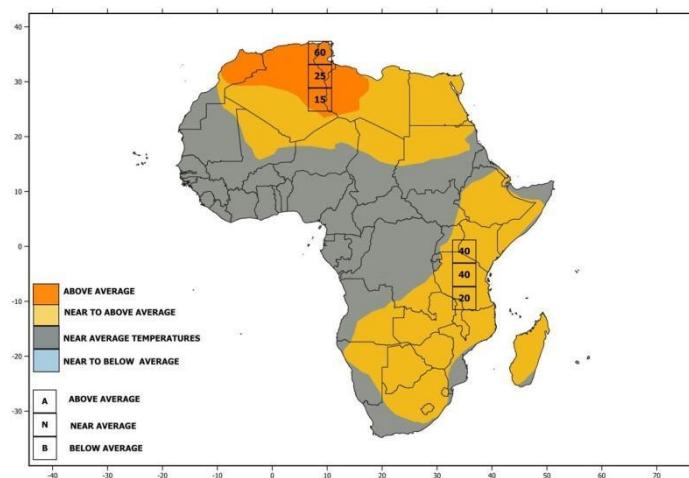 40
30
20
10
0
-10
-20
-30
60
25
15
40
40
20
ABOVE AVERAGE
NEAR TO ABOVE AVERAGE
NEAR AVERAGE TEMPERATURES
NEAR TO BELOW AVERAGE
A ABOVE AVERAGE
N NEAR AVERAGE
B BELOW AVERAGE
-40 -30 -20 -10 0 10 20 30 40 50 60 70